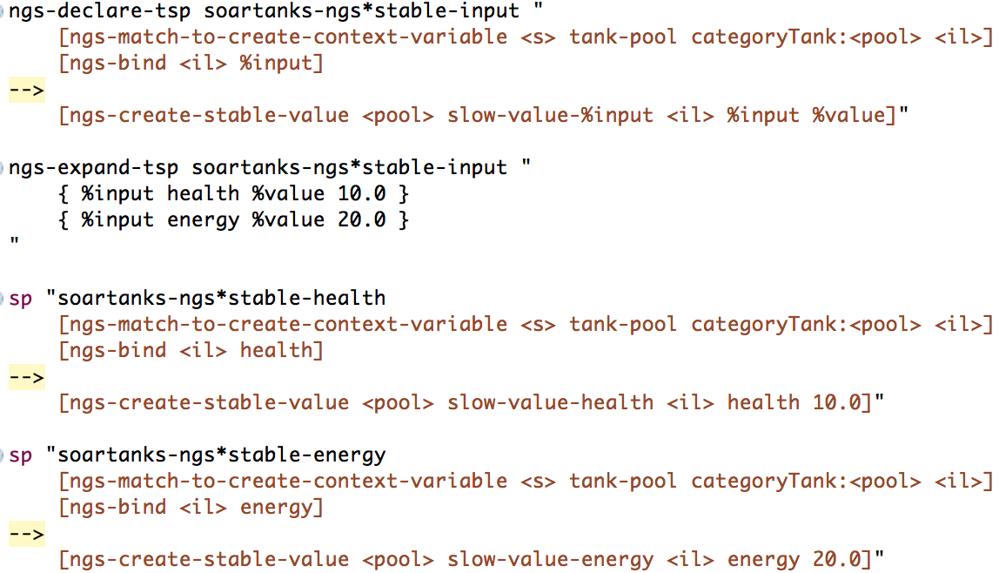 ngs-declare-tsp soartanks-ngs*stable-input "
[ngs-match-to-create-context-variable <s> tank-pool categoryTank:<pool> <il>]
[ngs-bind <il> %input]
-->
[ngs-create-stable-value <pool> slow-value-%input <il> %input %value]"
ngs-expand-tsp soartanks-ngs*stable-input "
{ %input health %value 10.0 }
{ %input energy %value 20.0 }
"
sp "soartanks-ngs*stable-health
[ngs-match-to-create-context-variable <s> tank-pool categoryTank:<pool> <il>]
[ngs-bind <il> health]
-->
[ngs-create-stable-value <pool> slow-value-health <il> health 10.0]"
sp "soartanks-ngs*stable-energy
[ngs-match-to-create-context-variable <s> tank-pool categoryTank:<pool> <il>]
[ngs-bind <il> energy]
-->
[ngs-create-stable-value <pool> slow-value-energy <il> energy 20.0]"